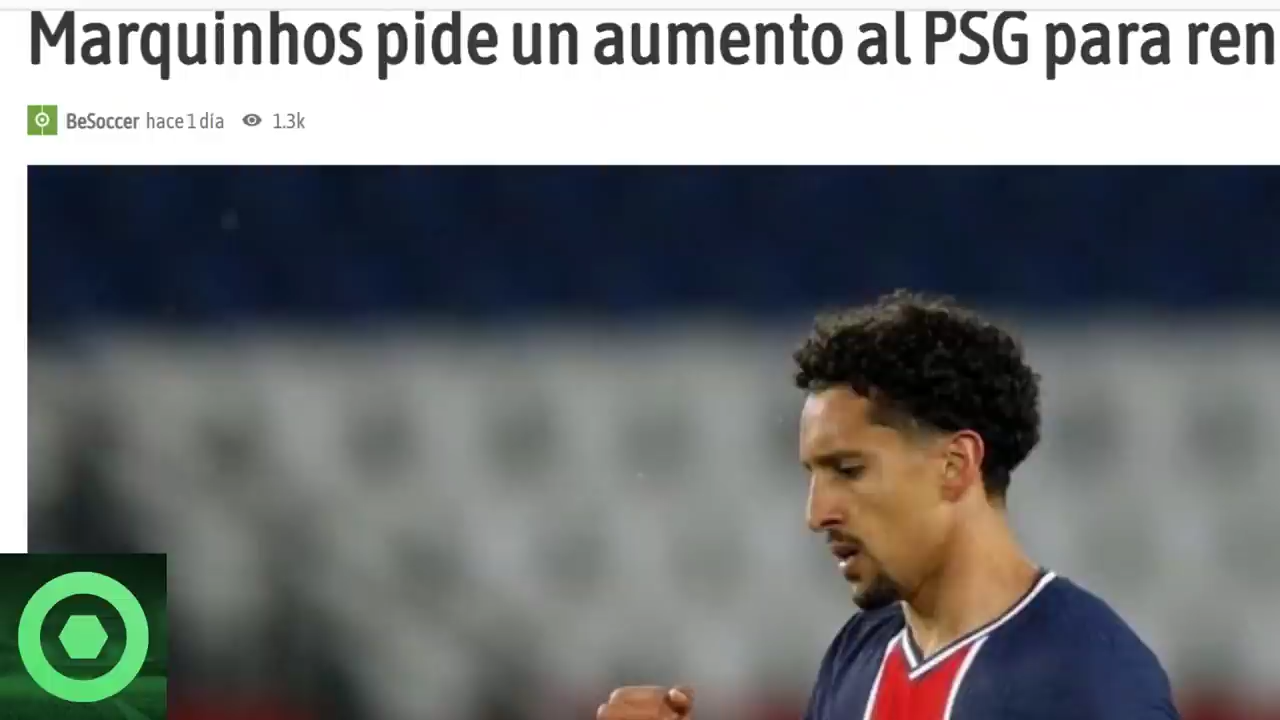 Marquinhos pide un aumento al PSG para ren
BeSoccer hace 1 día 1.3k